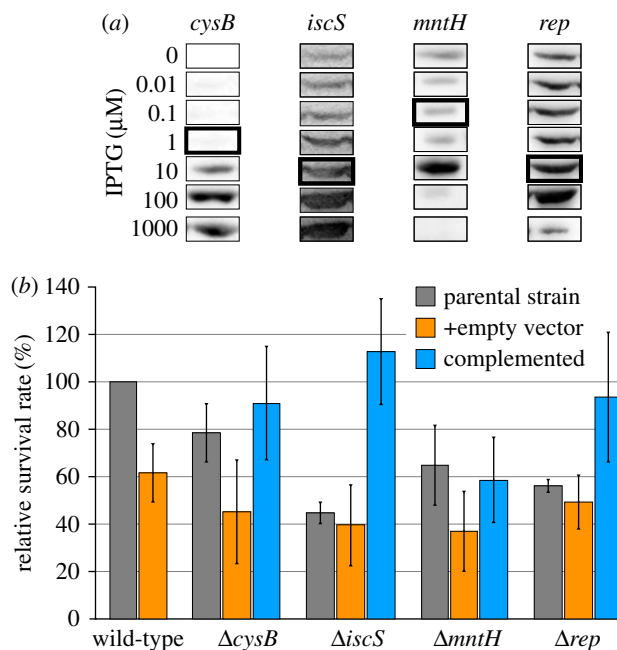 (a) cysB iscS mntH rep
IPTG (µM)
0
0.01
0.1
1
10
100
1000
(b)
relative survival rate (%)
140
120
100
80
60
40
20
0
parental strain
+empty vector
complemented
wild-type ΔcysB ΔiscS ΔmntH Δrep